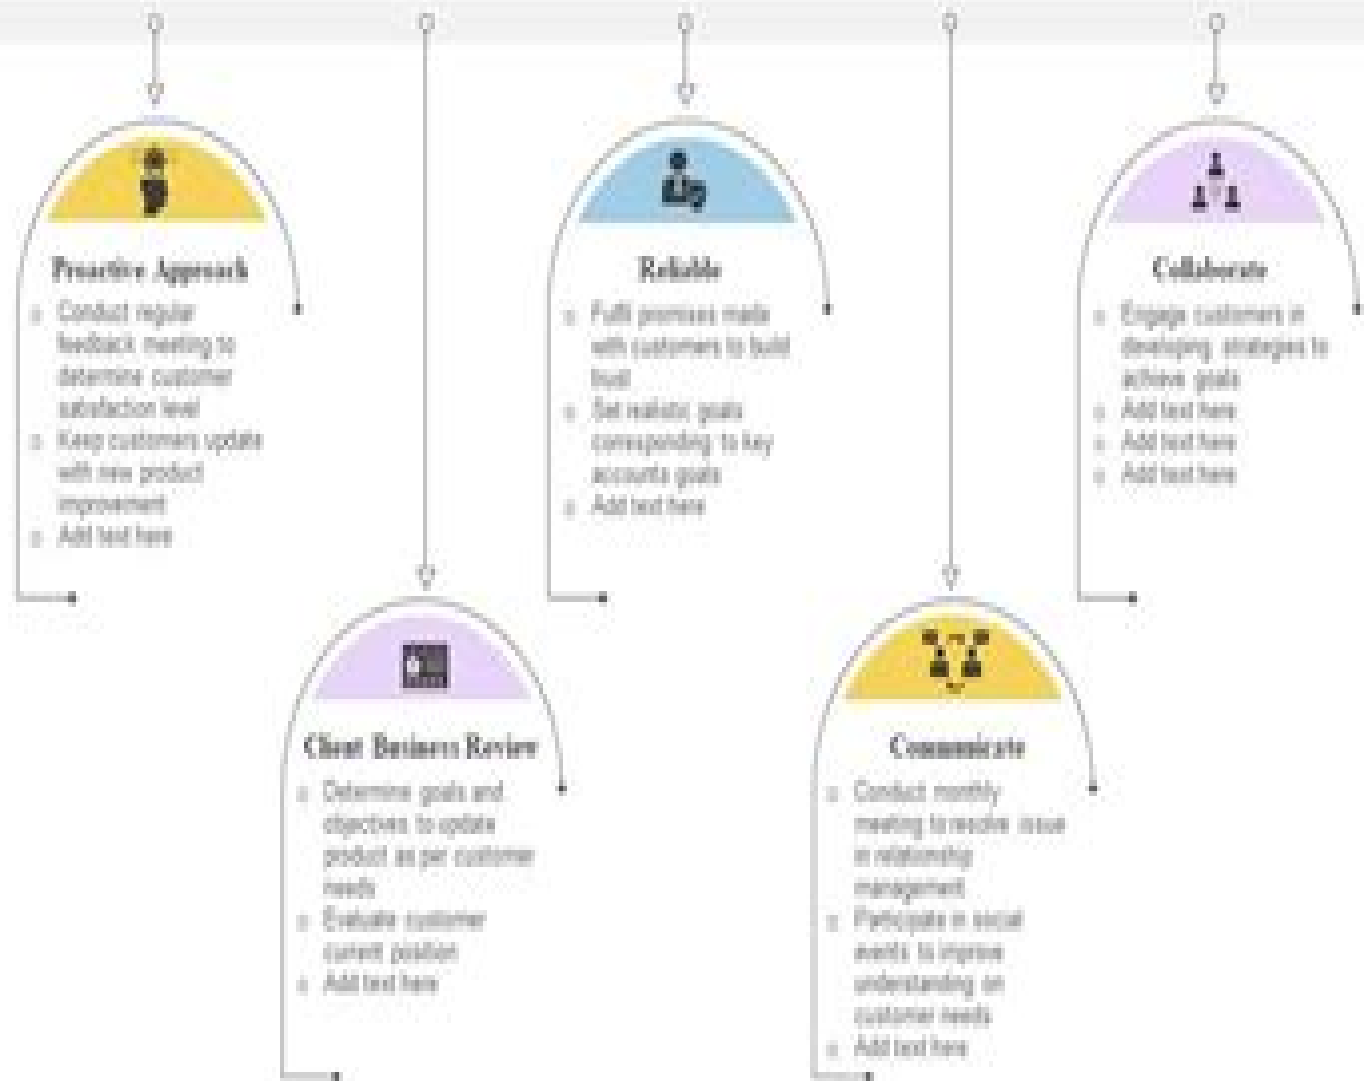 Proactive Approach
Conduct regular
feedback meeting to
determine customer
satisfaction level
Keep customers update
with new product
improvement
Add text here
Client Business Review
Determine goals and
objectives to update
product as per customer
needs
Evaluate customer
current position
Add text here
Reliable
Fulfil promises made
with customers to build
trust
Set realistic goals
corresponding to key
accounts goals
Add text here
Communicate
Conduct monthly
meeting to resolve issue
in relationship
management
Participate in social
events to improve
understanding on
customer needs
Add text here
Collaborate
Engage customers in
developing strategies to
achieve goals
Add text here
Add text here
Add text here